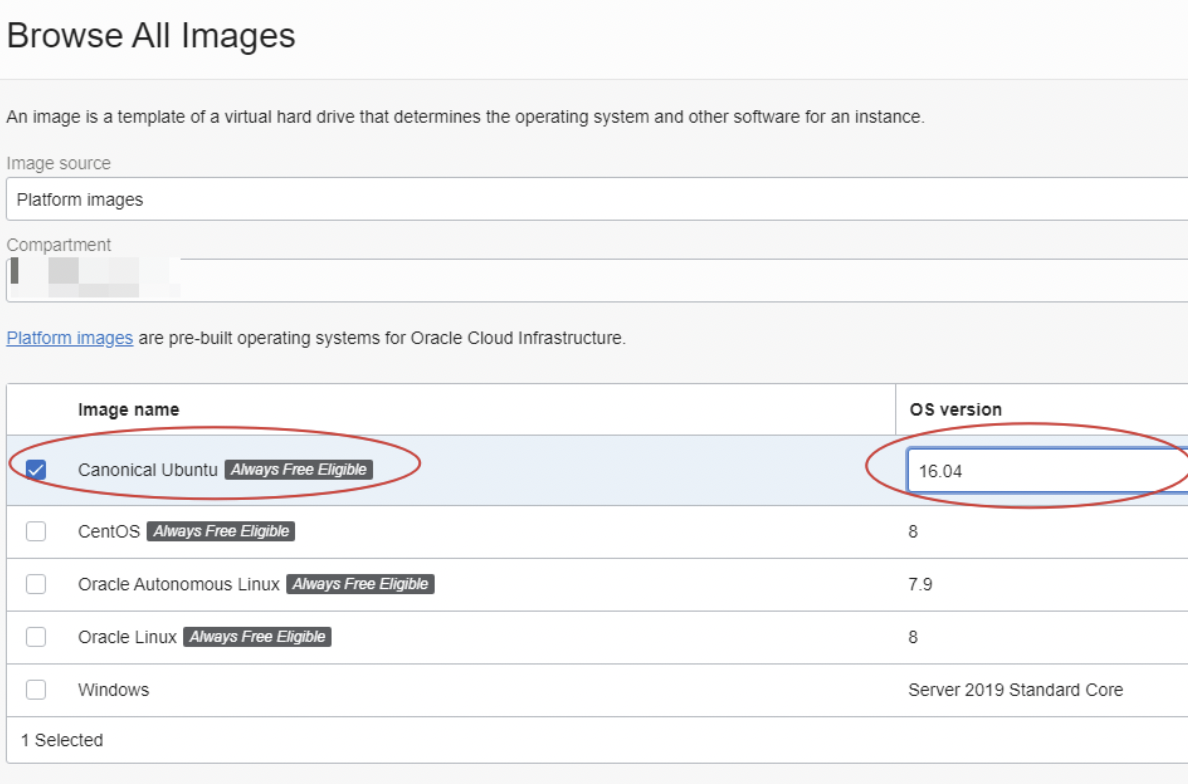 Browse All Images
An image is a template of a virtual hard drive that determines the operating system and other software for an instance.
Image source
Platform images
Compartment
Platform images are pre-built operating systems for Oracle Cloud Infrastructure.
Image name OS version
Canonical Ubuntu Always Free Eligible 16.04
CentOS Always Free Eligible 8
Oracle Autonomous Linux Always Free Eligible 7.9
Oracle Linux Always Free Eligible 8
Windows Server 2019 Standard Core
1 Selected